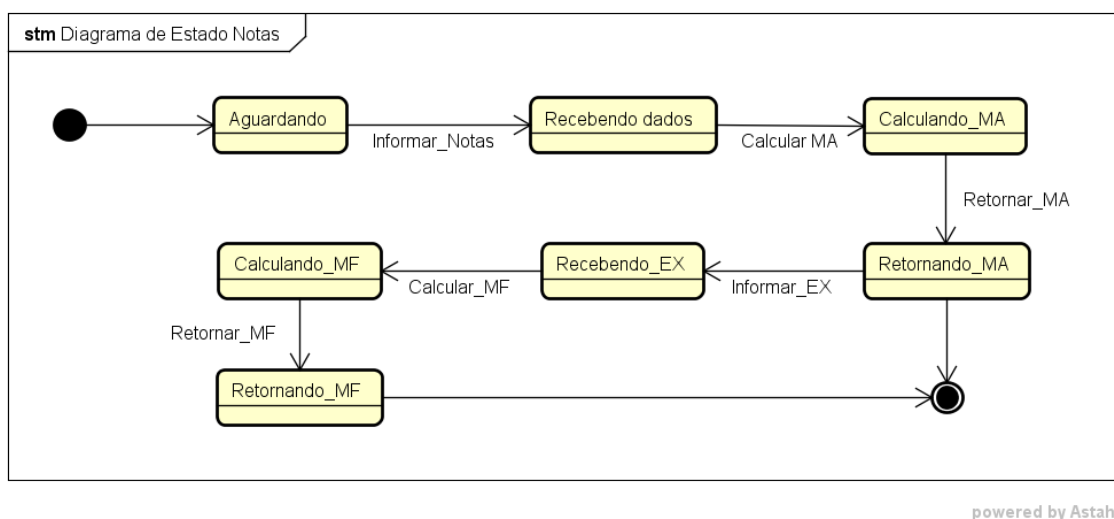 stm Diagrama de Estado Notas
Aguardando
Informar_Notas
Recebendo dados
Calcular MA
Calculando_MA
Retornar_MA
Retornando_MA
Informar_EX
Recebendo_EX
Calcular_MF
Calculando_MF
Retornar_MF
Retornando_MF
powered by Astah